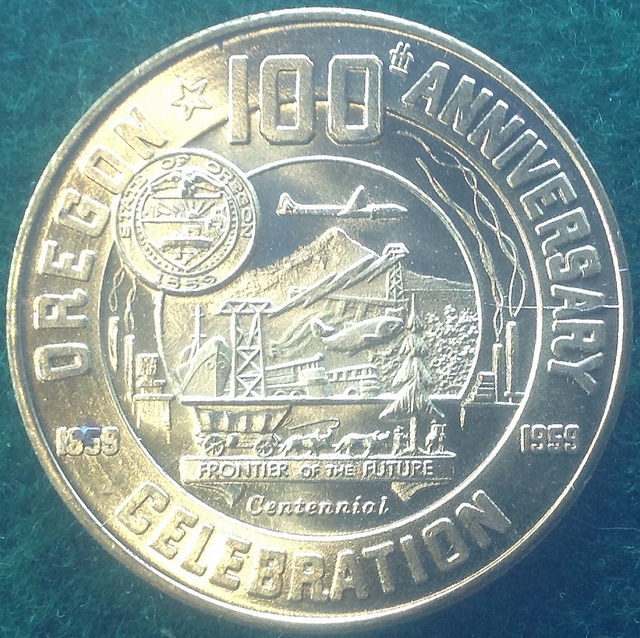 OREGON 100th ANNIVERSARY
STATE OF OREGON
1859
1859
1959
FRONTIER OF THE FUTURE
Centennial
CELEBRATION